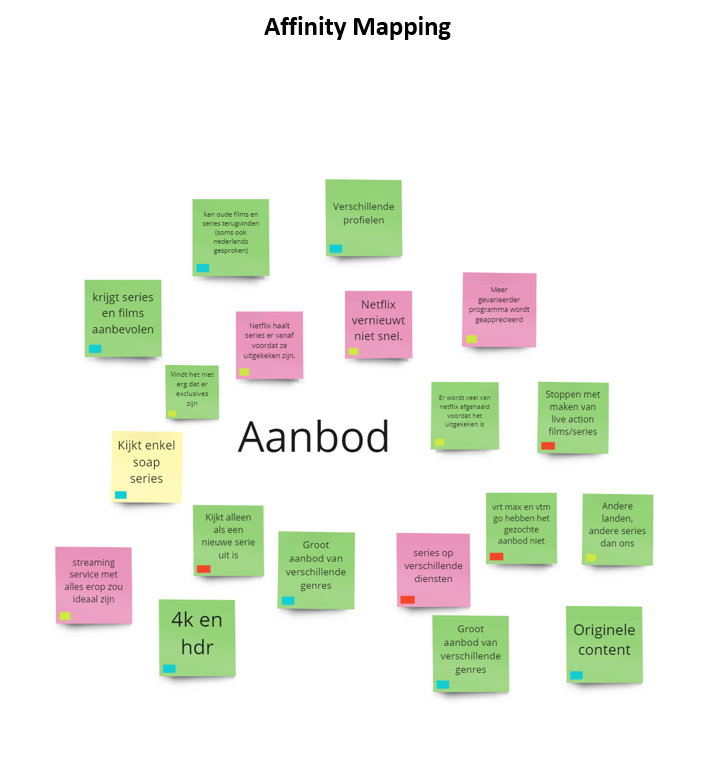 Affinity Mapping
kan oude films en
series terugvinden
(soms ook
nederlands
gesproken)
Verschillende
profielen
krijgt series
en films
aanbevolen
Netflix haalt
series er vanaf
voordat ze
uitgekeken zijn.
Netflix
vernieuwt
niet snel.
Meer
gevarieerder
programma wordt
geapprecieerd
Vindt het niet
erg dat er
exclusives
zijn
Er wordt veel van
netflix afgehaald
voordat het
uitgekeken is
Stoppen met
maken van
live action
films/series
Aanbod
Kijkt enkel
soap
series
Kijkt alleen
als een
nieuwe serie
uit is
Groot
aanbod van
verschillende
genres
series op
verschillende
diensten
vrt max en vtm
go hebben het
gezochte
aanbod niet
Andere
landen,
andere series
dan ons
streaming
service met
alles erop zou
ideaal zijn
4k en
hdr
Groot
aanbod van
verschillende
genres
Originele
content